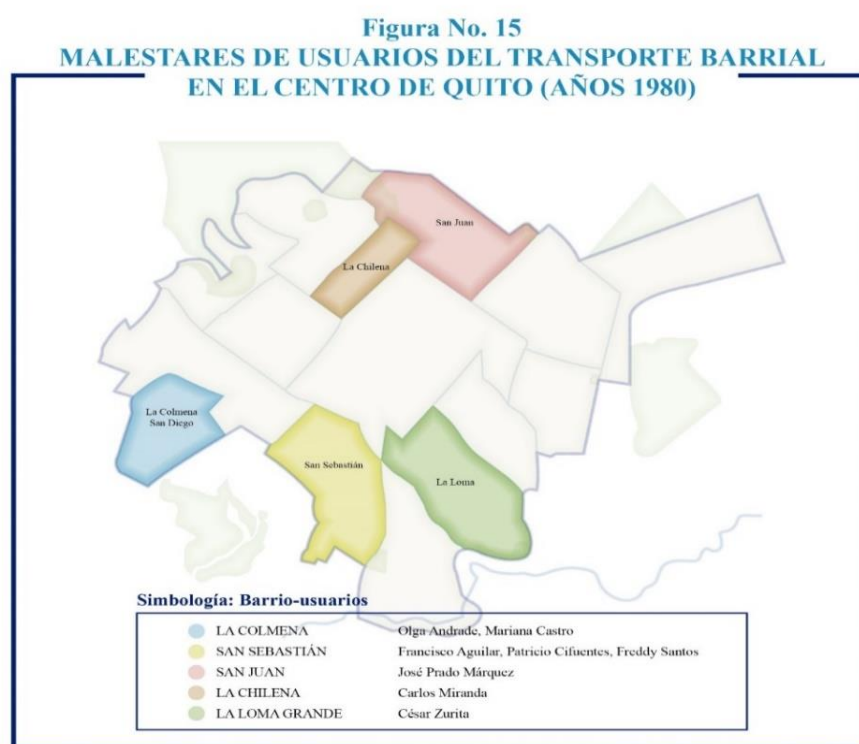 Figura No. 15
MALESTARES DE USUARIOS DEL TRANSPORTE BARRIAL
EN EL CENTRO DE QUITO (AÑOS 1980)
San Juan
La Chilena
La Colmena
San Diego
San Sebastián
La Loma
Simbología: Barrio-usuarios
LA COLMENA Olga Andrade, Mariana Castro
SAN SEBASTIÁN Francisco Aguilar, Patricio Cifuentes, Freddy Santos
SAN JUAN José Prado Márquez
LA CHILENA Carlos Miranda
LA LOMA GRANDE César Zurita